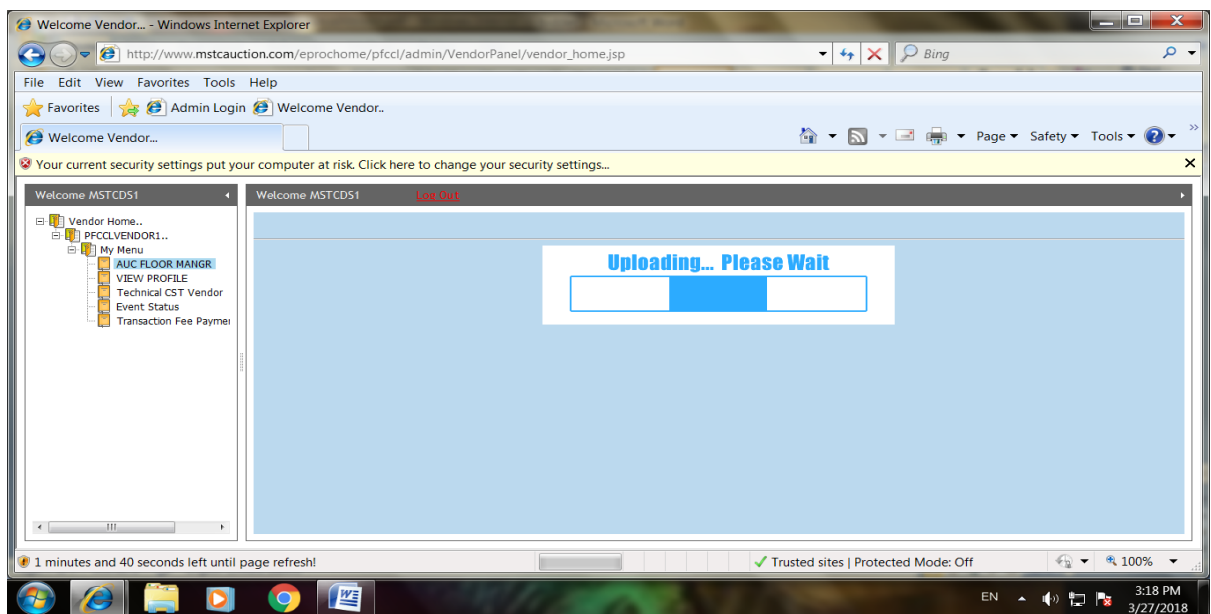 Welcome Vendor... - Windows Internet Explorer
http://www.mstcauction.com/eprochome/pfccl/admin/VendorPanel/vendor_home.jsp
Bing
File Edit View Favorites Tools Help
Favorites Admin Login Welcome Vendor..
Welcome Vendor... Page Safety Tools
Your current security settings put your computer at risk. Click here to change your security settings...
Welcome MSTCDS1
Welcome MSTCDS1 Log Out
Vendor Home..
PFCCLVENDOR1..
My Menu
AUC FLOOR MANGR
VIEW PROFILE
Technical CST Vendor
Event Status
Transaction Fee Paymen
Uploading... Please Wait
1 minutes and 40 seconds left until page refresh!
Trusted sites | Protected Mode: Off
100%
EN
3:18 PM
3/27/2018